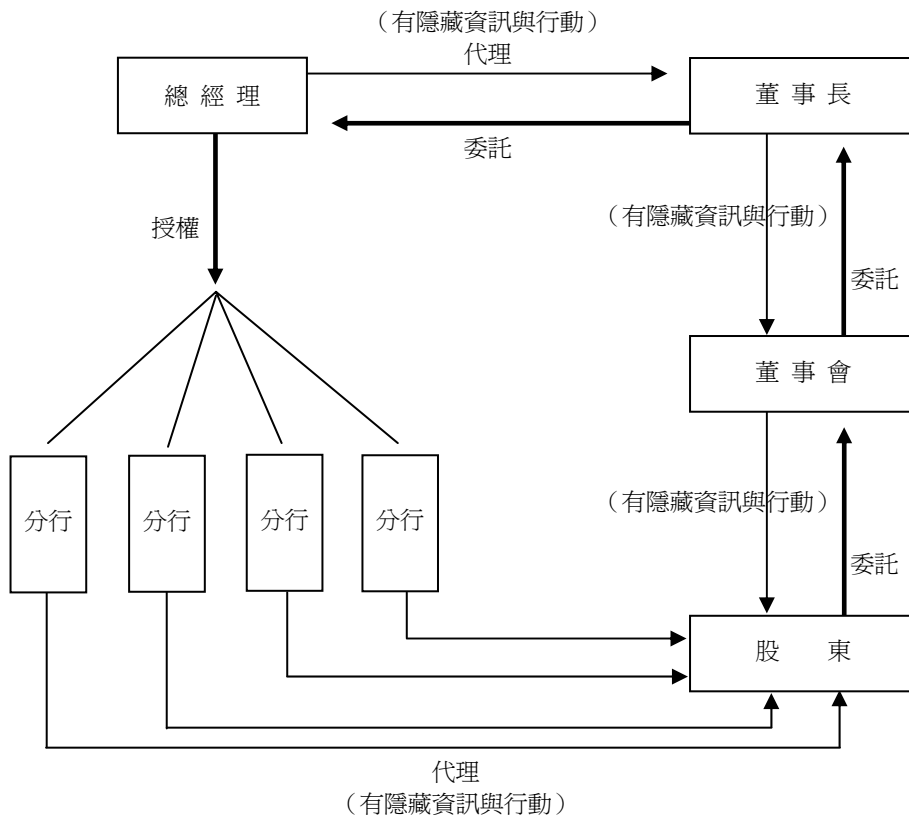 （有隱藏資訊與行動）
代理
總 經 理
董 事 長
委託
（有隱藏資訊與行動）
授權
委託
董 事 會
（有隱藏資訊與行動）
分行
分行
分行
分行
委託
股 東
代理
（有隱藏資訊與行動）